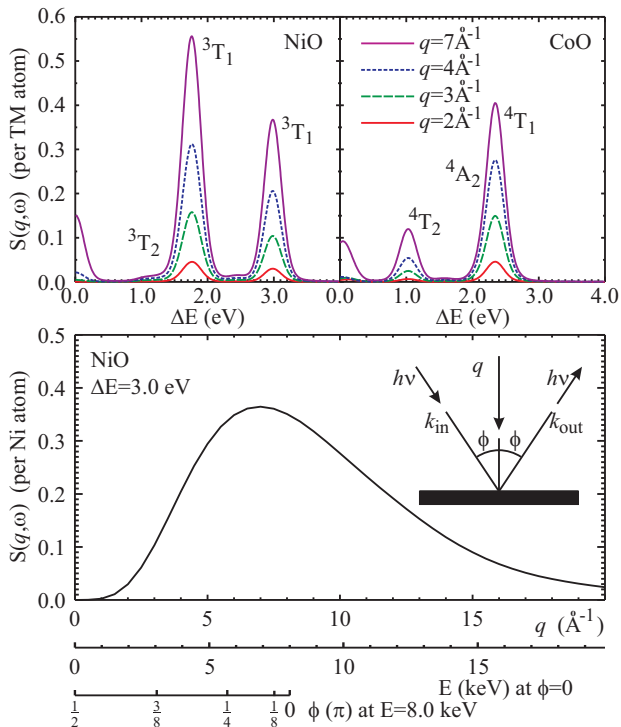 NiO
CoO
q=7Å⁻¹
q=4Å⁻¹
q=3Å⁻¹
q=2Å⁻¹
³T₁
³T₁
³T₂
⁴T₁
⁴A₂
⁴T₂
S(q,ω) (per TM atom)
0.6
0.5
0.4
0.3
0.2
0.1
0.0
0.0 1.0 2.0 3.0 0.0 1.0 2.0 3.0 4.0
ΔE (eV) ΔE (eV)
NiO
ΔE=3.0 eV
hν q hν
k_in k_out
ϕ ϕ
S(q,ω) (per Ni atom)
0.5
0.4
0.3
0.2
0.1
0.0
0 5 10 15 q (Å⁻¹)
0 5 10 15
E (keV) at ϕ=0
1/2 3/8 1/4 1/8 0 ϕ (π) at E=8.0 keV